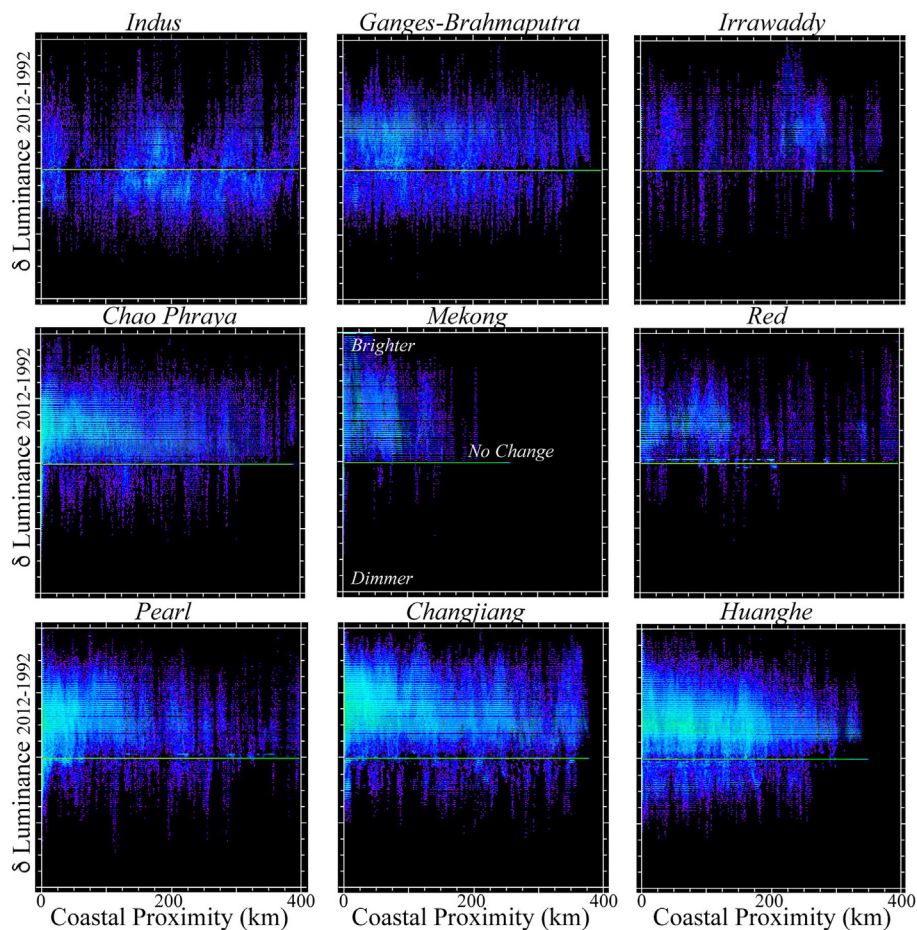 Indus
Ganges-Brahmaputra
Irrawaddy
δ Luminance 2012-1992
Chao Phraya
Mekong
Red
δ Luminance 2012-1992
Brighter
No Change
Dimmer
Pearl
Changjiang
Huanghe
δ Luminance 2012-1992
0 200 400
0 200 400
0 200 400
Coastal Proximity (km)
Coastal Proximity (km)
Coastal Proximity (km)